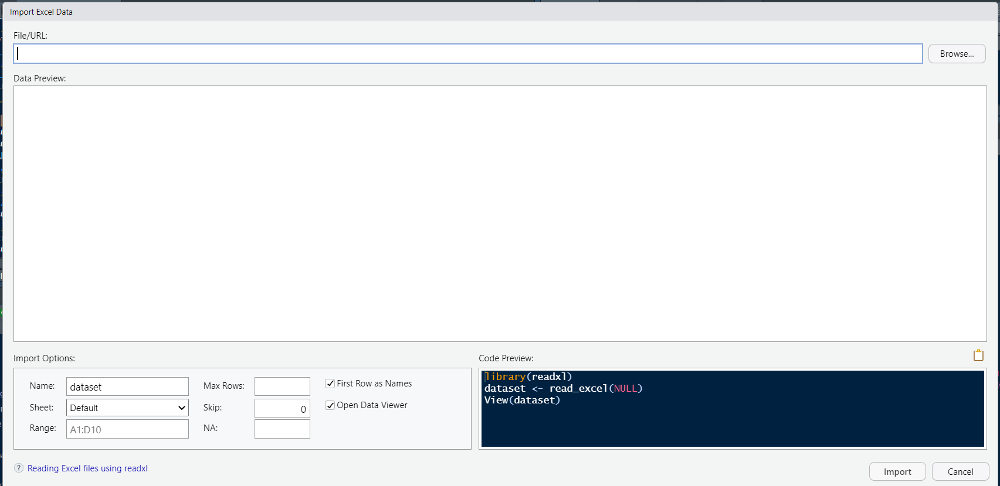 Import Excel Data
File/URL:
Browse...
Data Preview:
Import Options:
Name: dataset
Sheet: Default
Range: A1:D10
Max Rows:
Skip: 0
NA:
First Row as Names
Open Data Viewer
Code Preview:
library(readxl)
dataset <- read_excel(NULL)
View(dataset)
? Reading Excel files using readxl
Import
Cancel